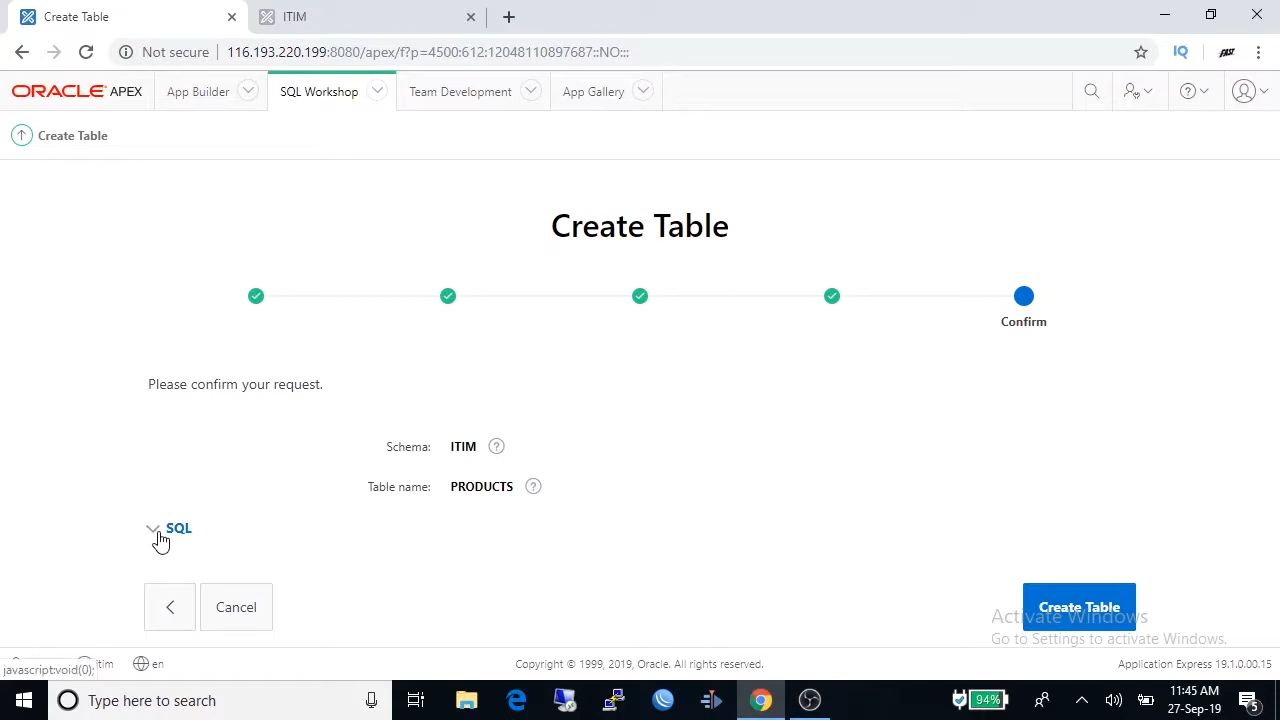 Create Table
ITIM
Not secure
116.193.220.199:8080/apex/f?p=4500:612:12048110897687::NO:::
IQ
FAST
ORACLE APEX
App Builder
SQL Workshop
Team Development
App Gallery
Create Table
Create Table
Confirm
Please confirm your request.
Schema: ITIM
Table name: PRODUCTS
SQL
Cancel
Create Table
Activate Windows
Go to Settings to activate Windows.
javascript:void(0);
itim
en
Copyright © 1999, 2019, Oracle. All rights reserved.
Application Express 19.1.0.00.15
Type here to search
94%
11:45 AM
27-Sep-19
5